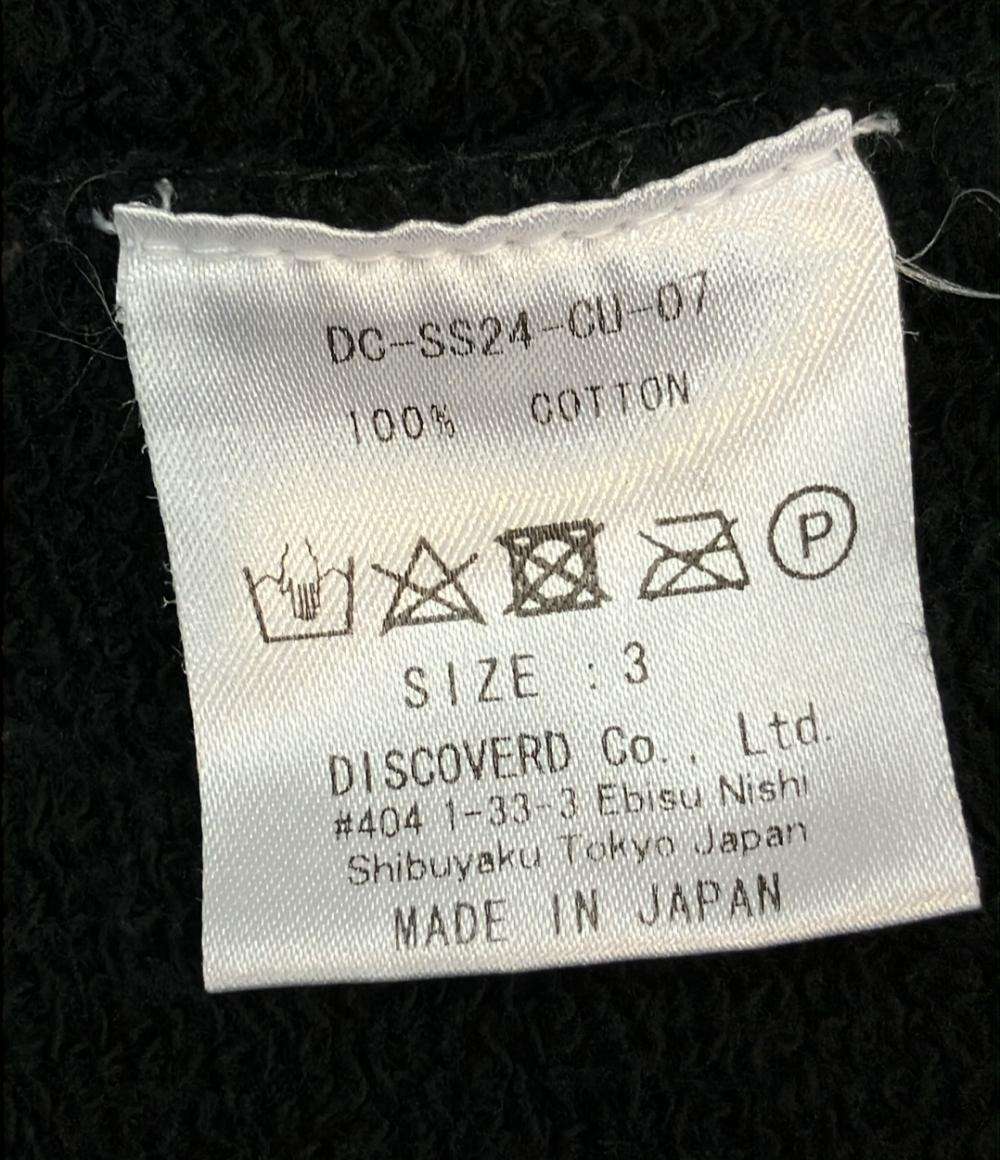 DC-SS24-CU-07
100% COTTON
P
SIZE : 3
DISCOVERD Co., Ltd.
#404 1-33-3 Ebisu Nishi
Shibuyaku Tokyo Japan
MADE IN JAPAN